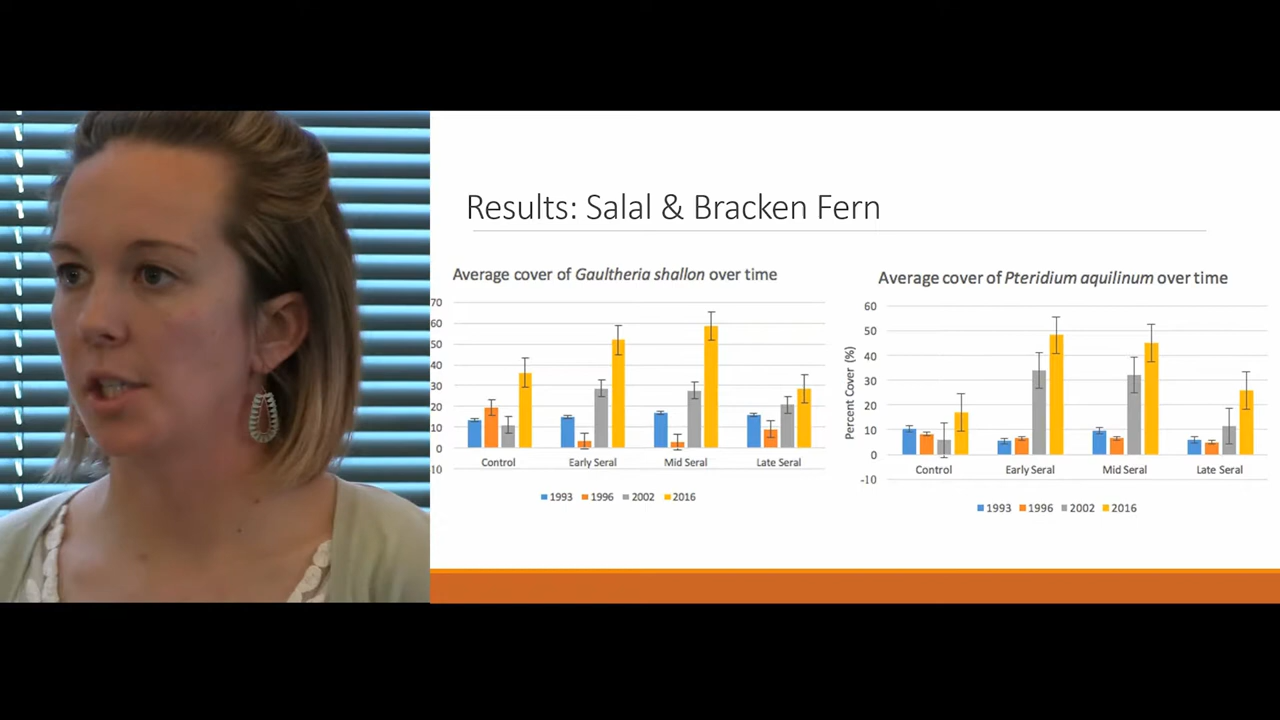 Results: Salal & Bracken Fern
Average cover of Gaultheria shallon over time
70
60
50
40
30
20
10
0
10
Control
Early Seral
Mid Seral
Late Seral
1993
1996
2002
2016
Average cover of Pteridium aquilinum over time
Percent Cover (%)
60
50
40
30
20
10
0
-10
Control
Early Seral
Mid Seral
Late Seral
1993
1996
2002
2016